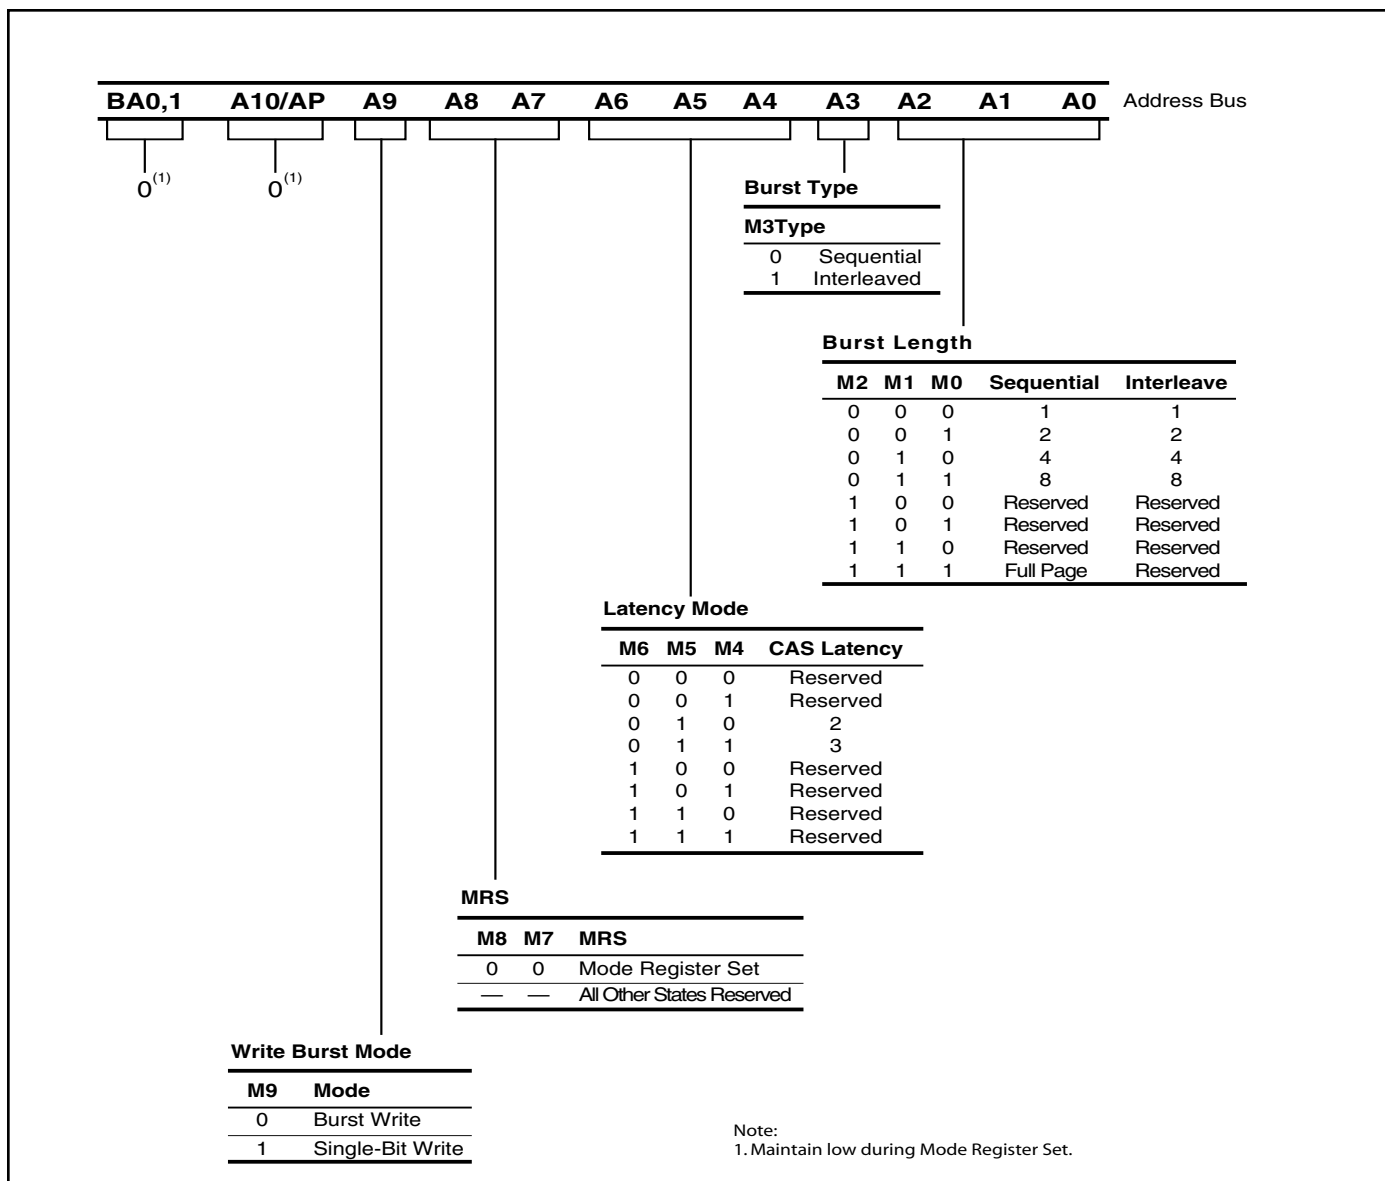 BA0,1 A10/AP A9 A8 A7 A6 A5 A4 A3 A2 A1 A0 Address Bus
0(1) 0(1)
Burst Type
M3Type
0 Sequential
1 Interleaved
Burst Length
M2 M1 M0 Sequential Interleave
0 0 0 1 1
0 0 1 2 2
0 1 0 4 4
0 1 1 8 8
1 0 0 Reserved Reserved
1 0 1 Reserved Reserved
1 1 0 Reserved Reserved
1 1 1 Full Page Reserved
Latency Mode
M6 M5 M4 CAS Latency
0 0 0 Reserved
0 0 1 Reserved
0 1 0 2
0 1 1 3
1 0 0 Reserved
1 0 1 Reserved
1 1 0 Reserved
1 1 1 Reserved
MRS
M8 M7 MRS
0 0 Mode Register Set
— — All Other States Reserved
Write Burst Mode
M9 Mode
0 Burst Write
1 Single-Bit Write
Note:
1. Maintain low during Mode Register Set.